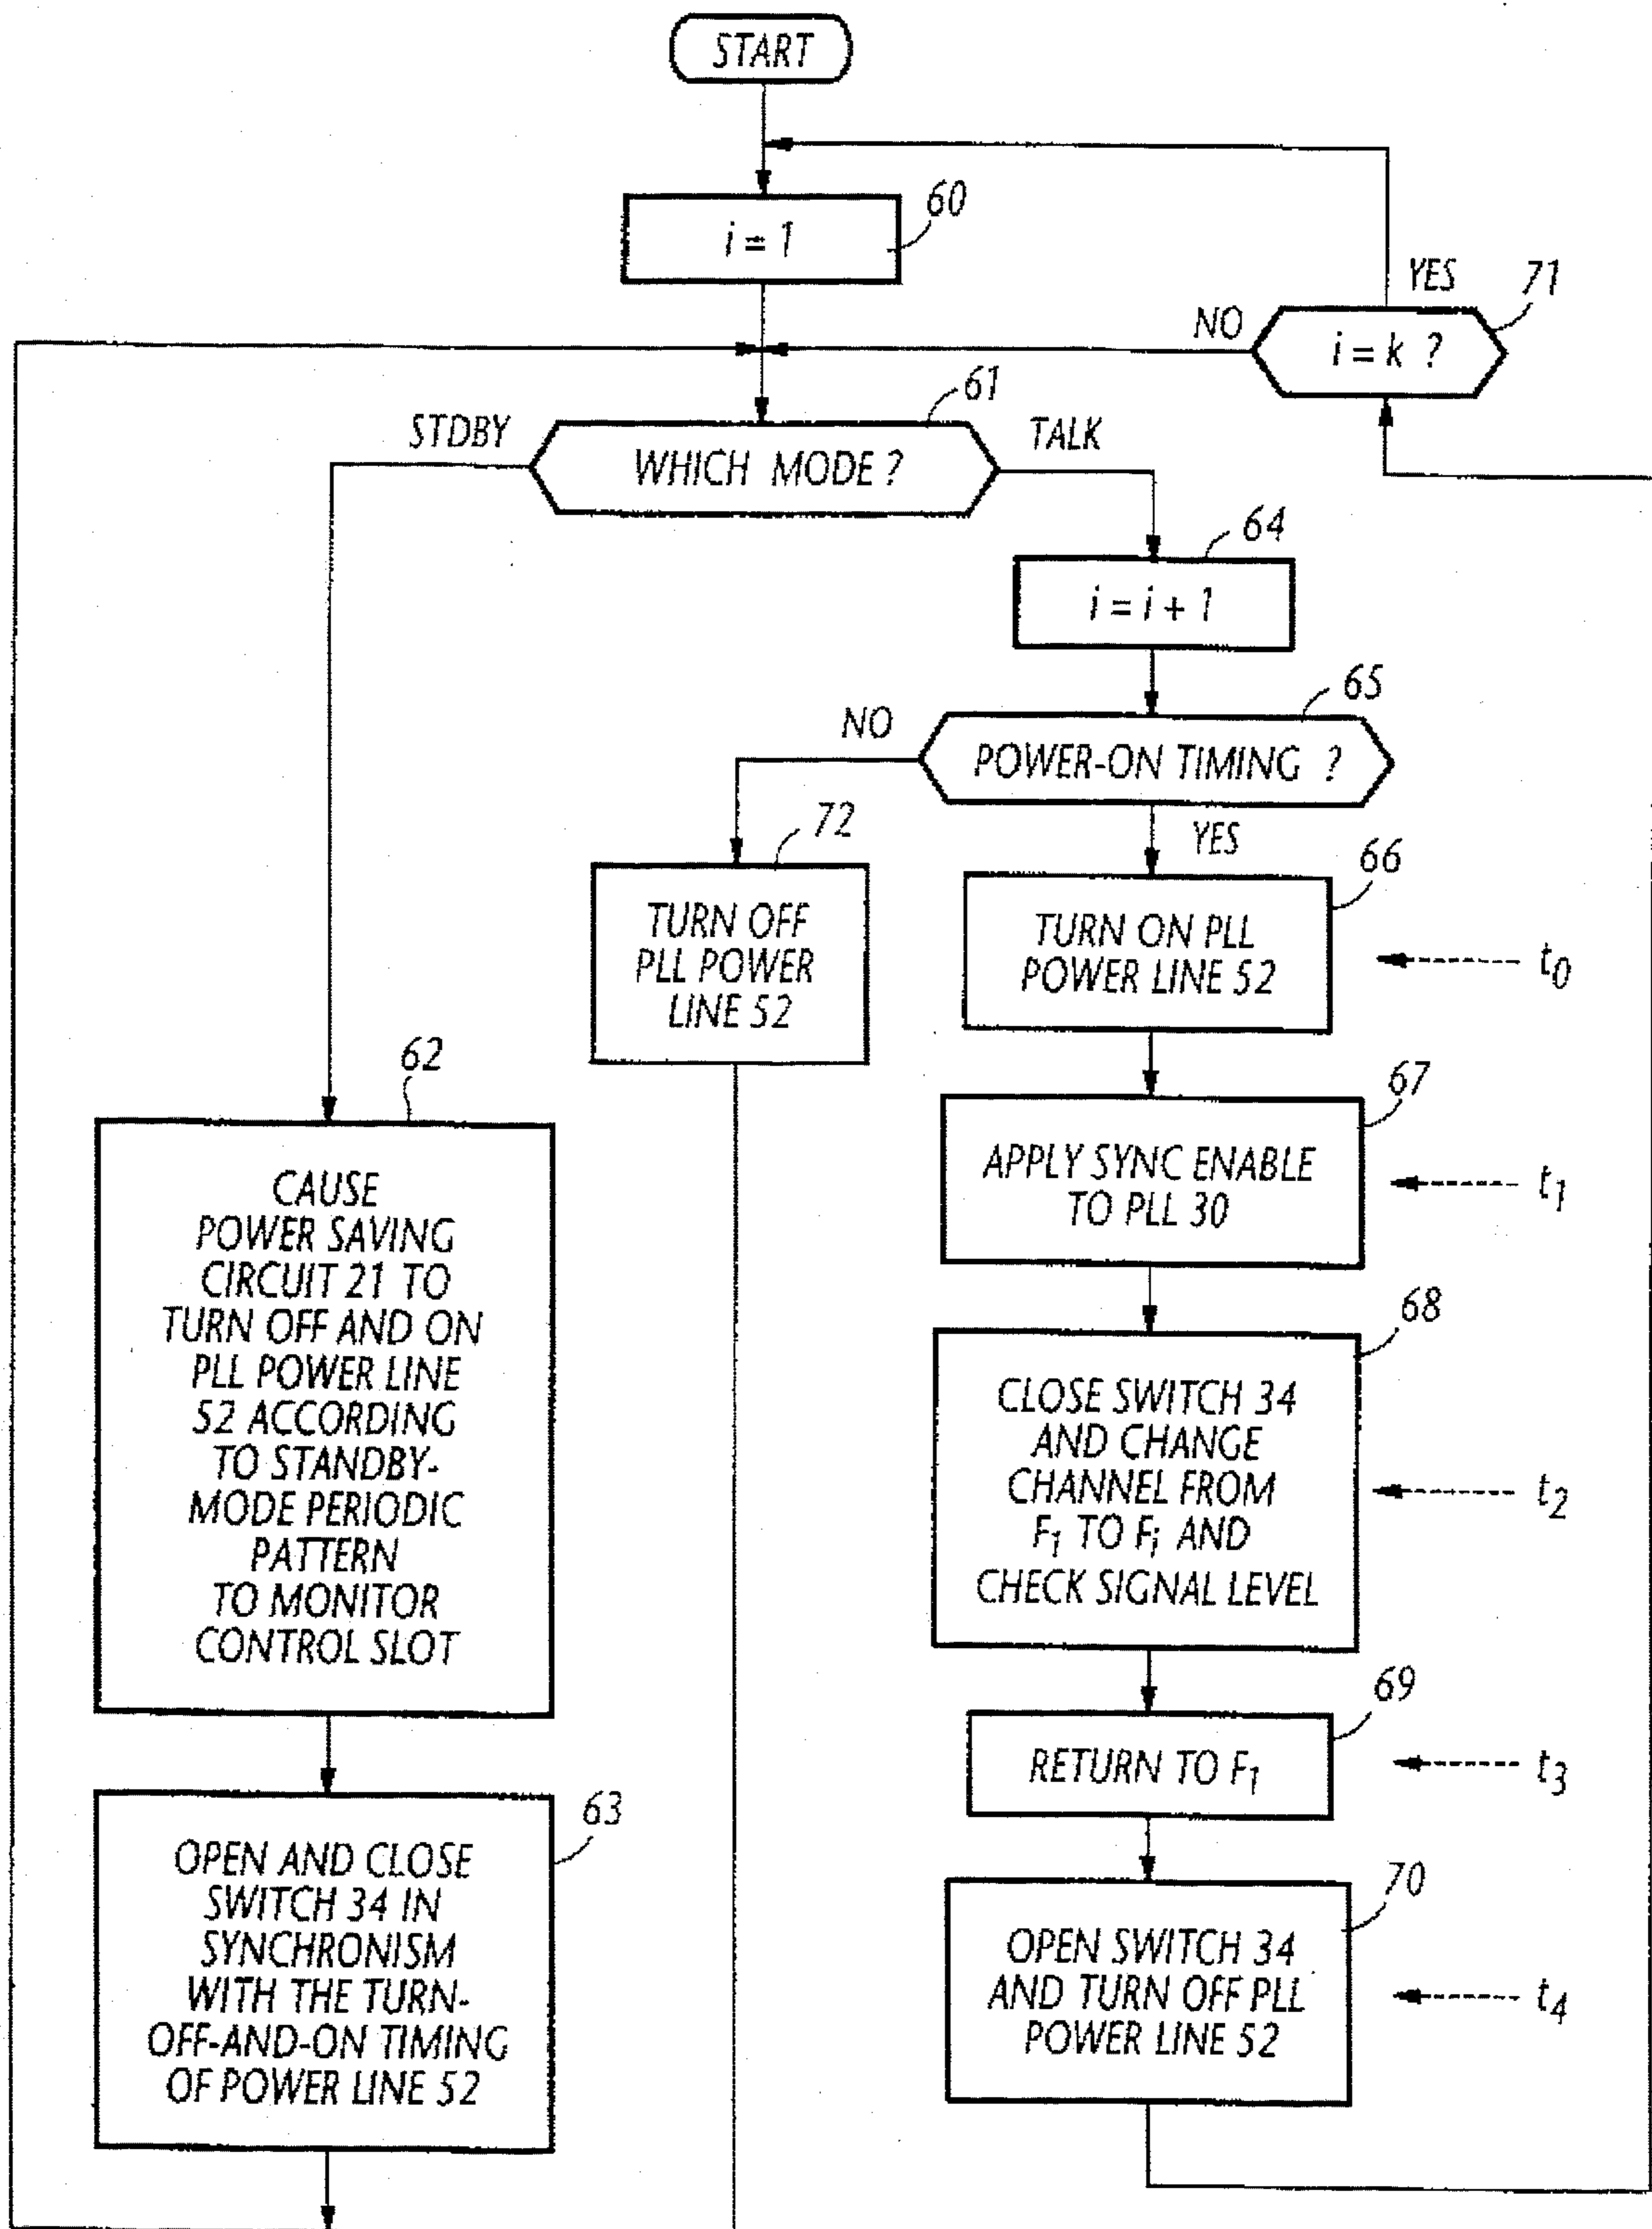 START
i = 1
60
YES
71
NO
i = k ?
61
STDBY
TALK
WHICH MODE ?
64
i = i + 1
65
NO
POWER-ON TIMING ?
YES
72
TURN OFF
PLL POWER
LINE 52
66
TURN ON PLL
POWER LINE 52
t0
67
APPLY SYNC ENABLE
TO PLL 30
t1
62
CAUSE
POWER SAVING
CIRCUIT 21 TO
TURN OFF AND ON
PLL POWER LINE
52 ACCORDING
TO STANDBY-
MODE PERIODIC
PATTERN
TO MONITOR
CONTROL SLOT
68
CLOSE SWITCH 34
AND CHANGE
CHANNEL FROM
F1 TO Fi AND
CHECK SIGNAL LEVEL
t2
69
RETURN TO F1
t3
63
OPEN AND CLOSE
SWITCH 34 IN
SYNCHRONISM
WITH THE TURN-
OFF-AND-ON TIMING
OF POWER LINE 52
70
OPEN SWITCH 34
AND TURN OFF PLL
POWER LINE 52
t4